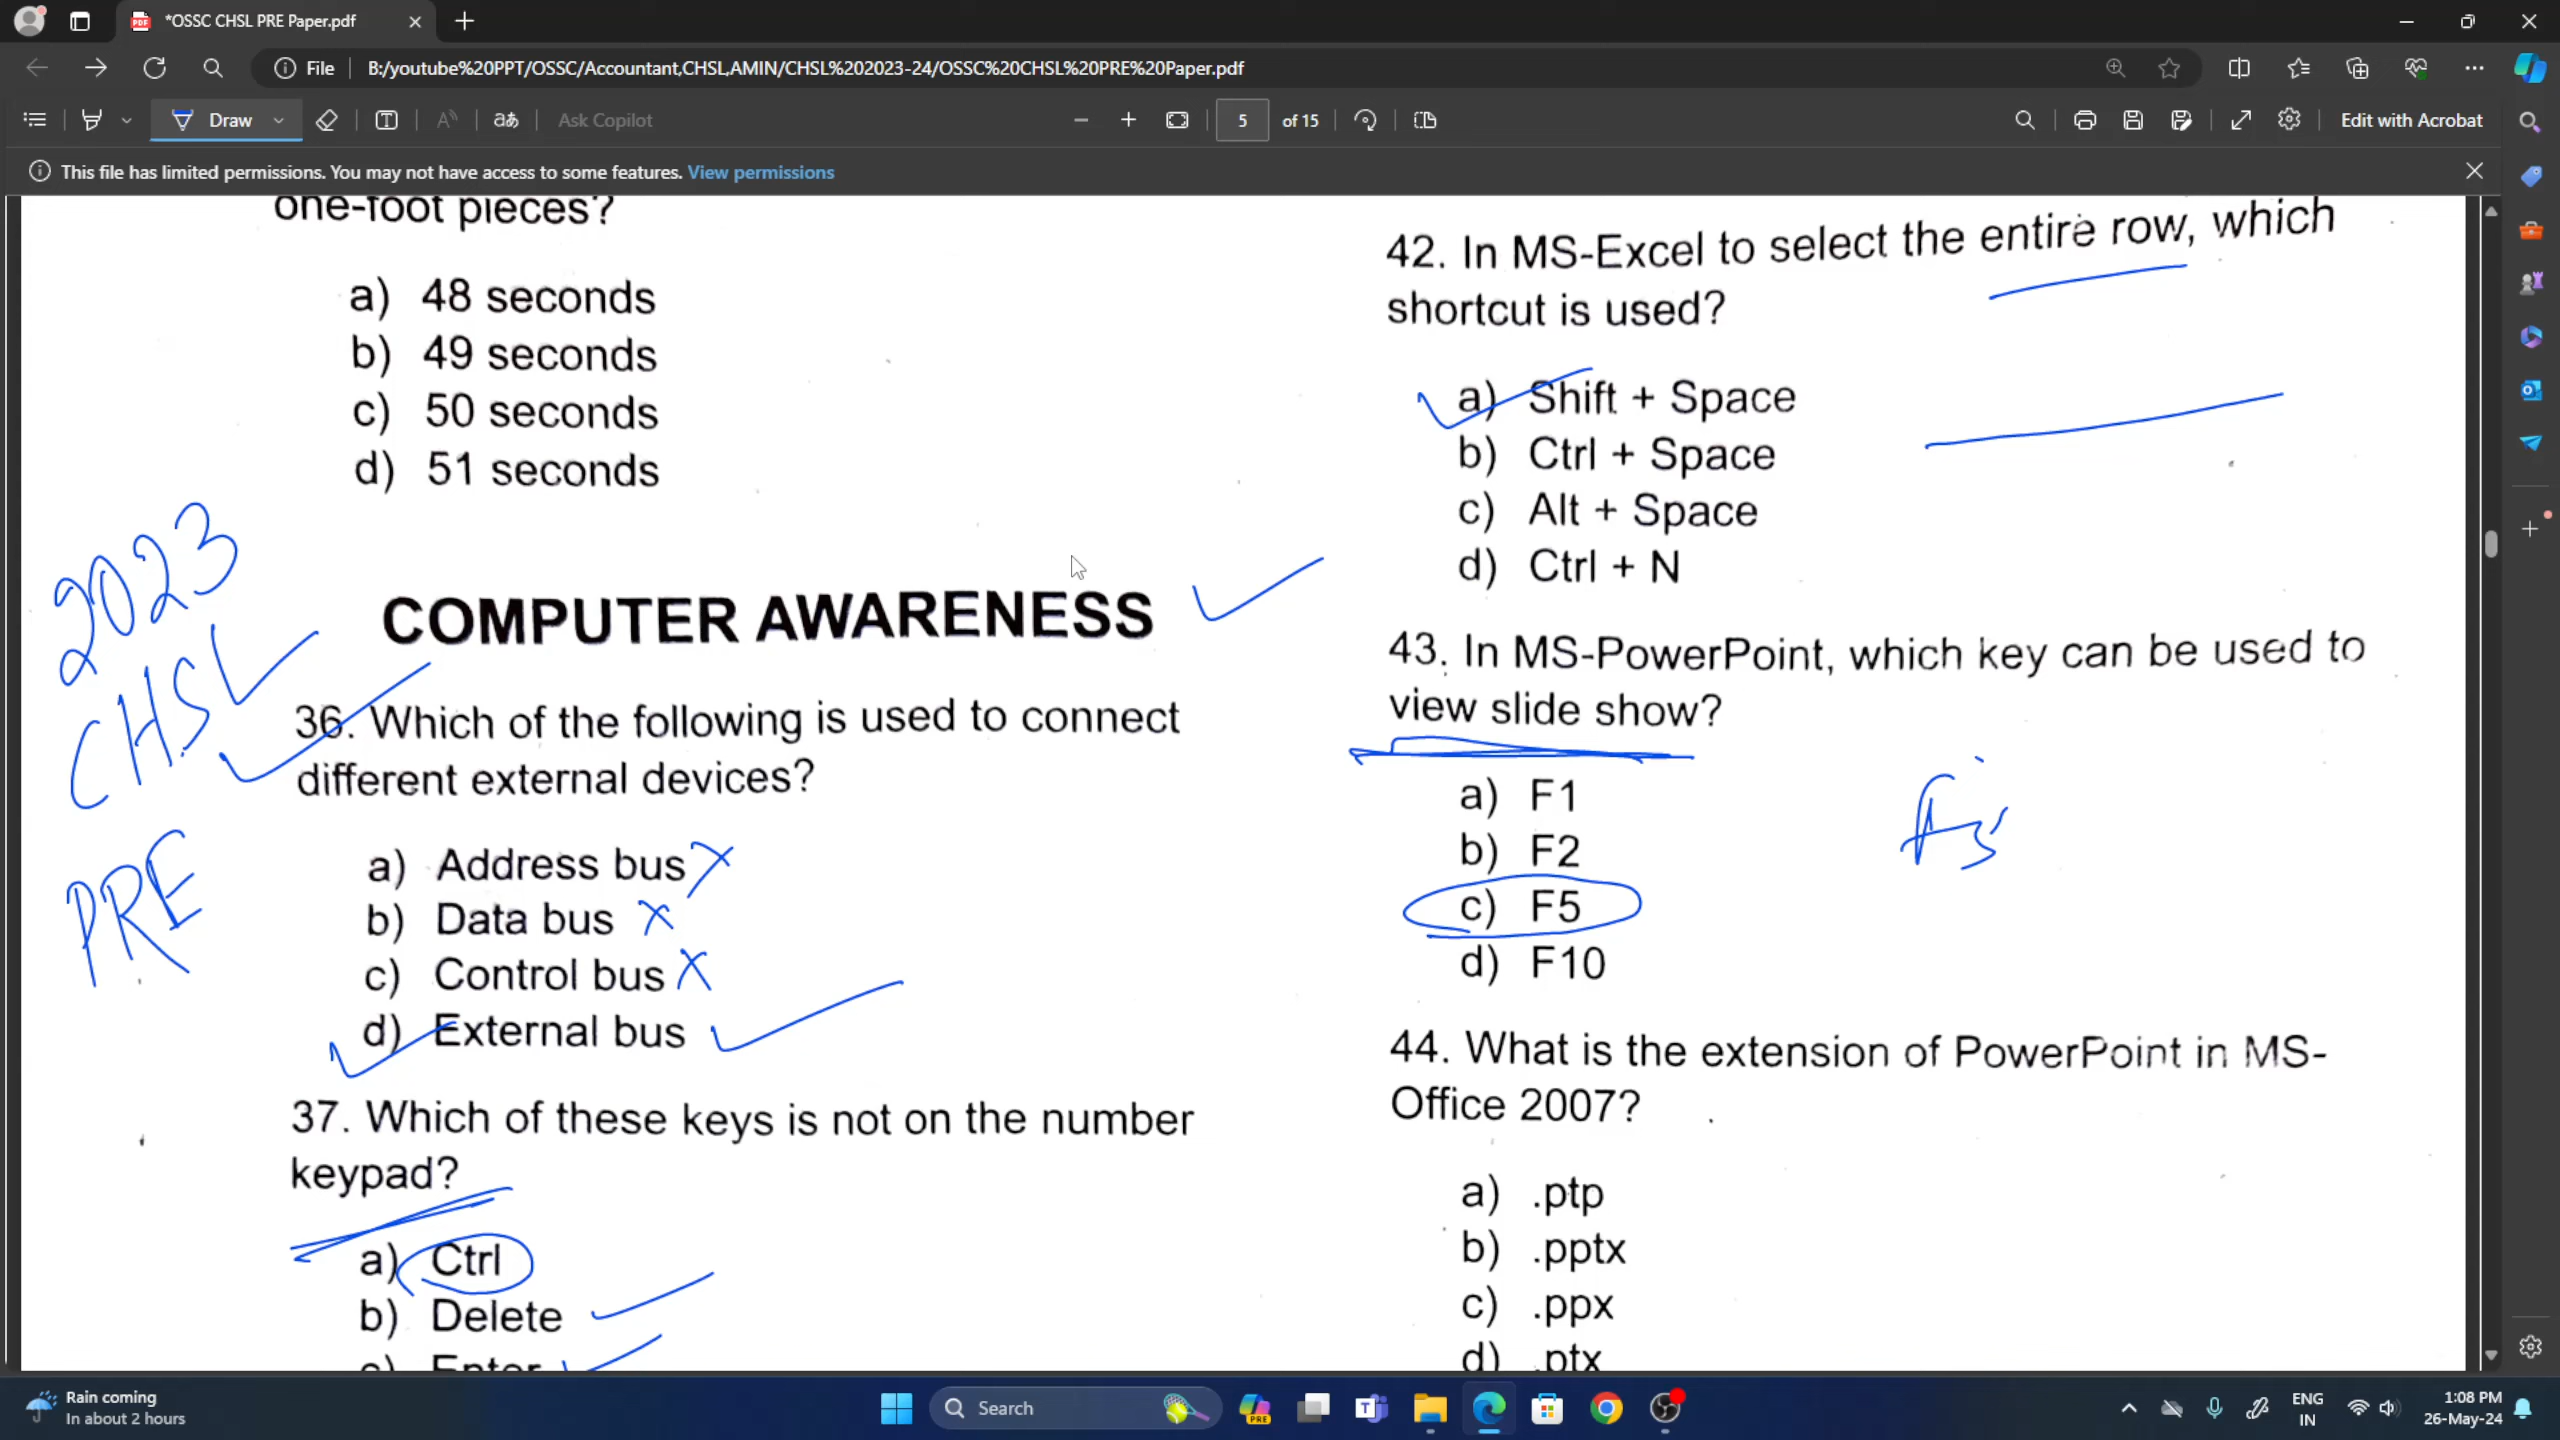 *OSSC CHSL PRE Paper.pdf
File
B:/youtube%20PPT/OSSC/Accountant,CHSL,AMIN/CHSL%202023-24/OSSC%20CHSL%20PRE%20Paper.pdf
Draw
aあ
Ask Copilot
5 of 15
Edit with Acrobat
This file has limited permissions. You may not have access to some features. View permissions
one-foot pieces?
a) 48 seconds
b) 49 seconds
c) 50 seconds
d) 51 seconds
2023
CHSL
PRE
COMPUTER AWARENESS
36. Which of the following is used to connect
different external devices?
a) Address bus
b) Data bus
c) Control bus
d) External bus
37. Which of these keys is not on the number
keypad?
a) Ctrl
b) Delete
c) Enter
42. In MS-Excel to select the entire row, which
shortcut is used?
a) Shift + Space
b) Ctrl + Space
c) Alt + Space
d) Ctrl + N
43. In MS-PowerPoint, which key can be used to
view slide show?
a) F1
b) F2
c) F5
d) F10
44. What is the extension of PowerPoint in MS-
Office 2007?
a) .ptp
b) .pptx
c) .ppx
d) .ptx
Rain coming
In about 2 hours
Search
PRE
ENG
IN
1:08 PM
26-May-24